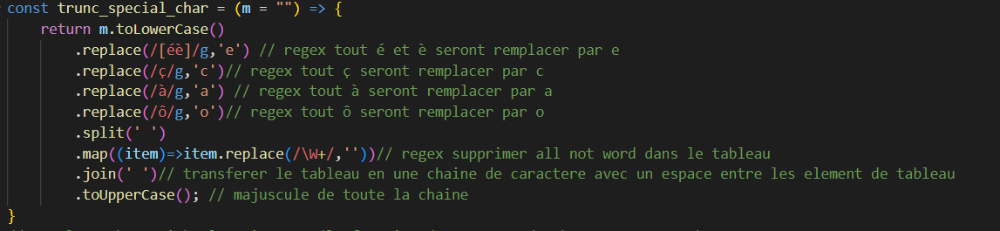 const trunc_special_char = (m = "") => {
return m.toLowerCase()
.replace(/[éè]/g,'e') // regex tout é et è seront remplacer par e
.replace(/ç/g,'c')// regex tout ç seront remplacer par c
.replace(/à/g,'a') // regex tout à seront remplacer par a
.replace(/ô/g,'o')// regex tout ô seront remplacer par o
.split(' ')
.map((item)=>item.replace(/\W+/,''))// regex supprimer all not word dans le tableau
.join(' ')// transferer le tableau en une chaine de caractere avec un espace entre les element de tableau
.toUpperCase(); // majuscule de toute la chaine
}